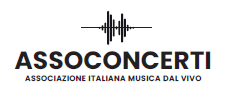 ASSOCONCERTI
ASSOCIAZIONE ITALIANA MUSICA DAL VIVO